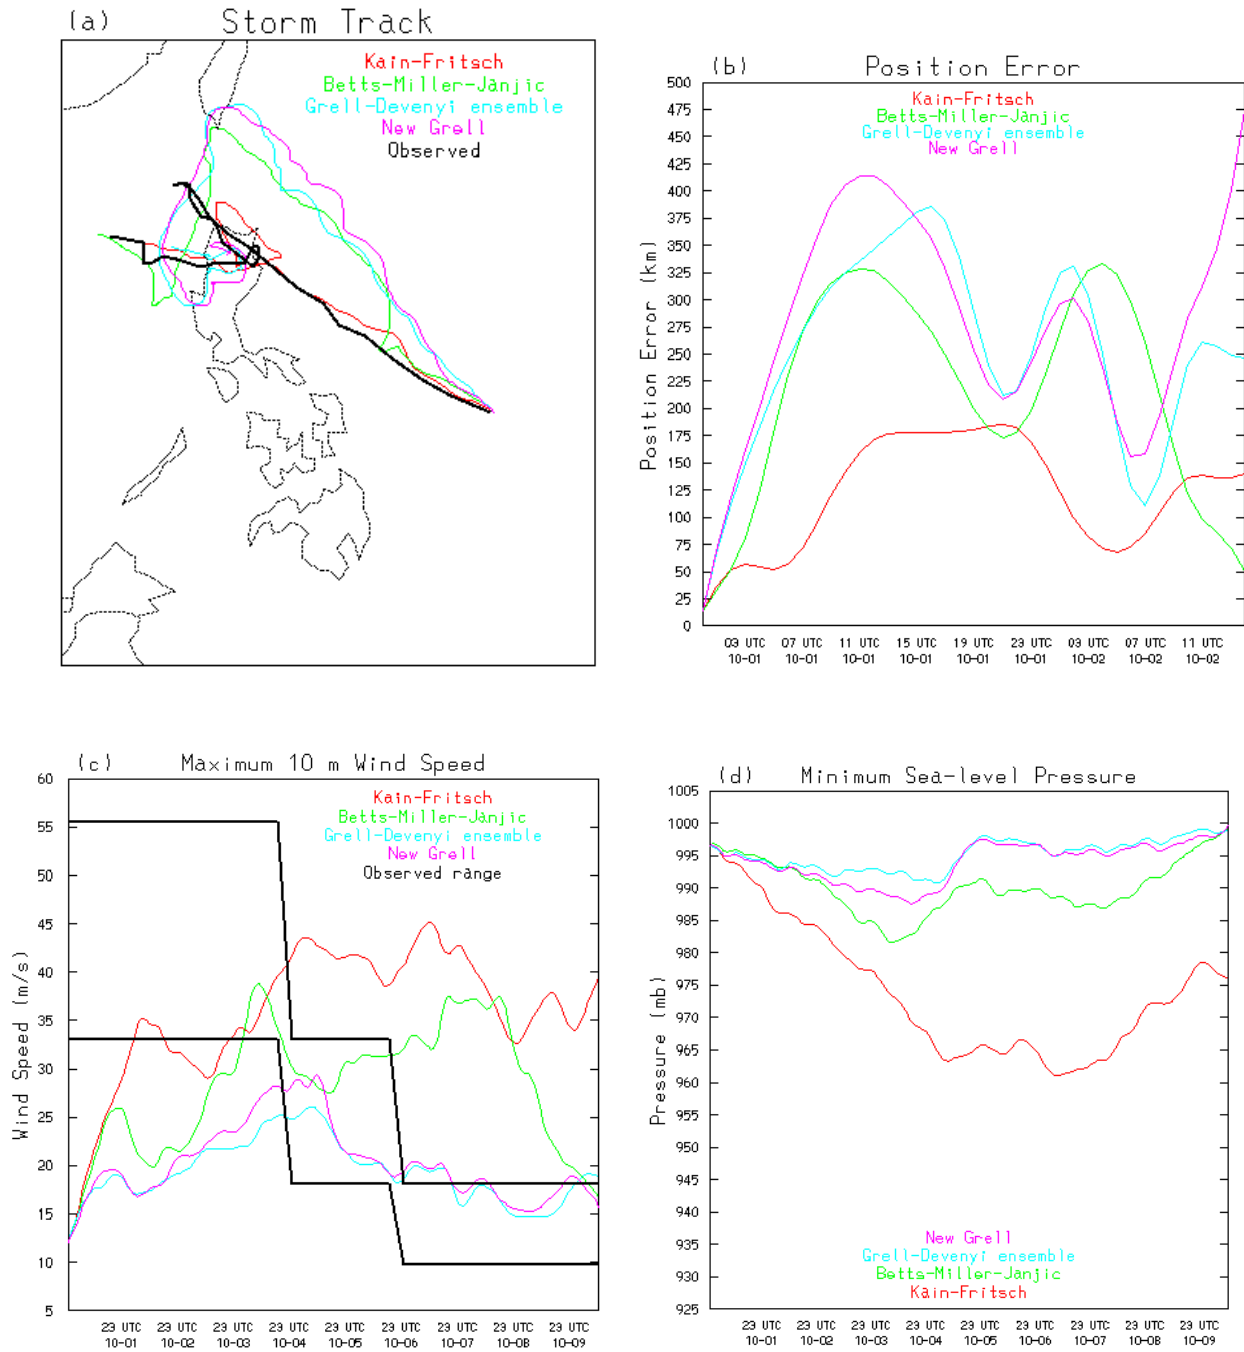 (a) Storm Track
Kain-Fritsch
Betts-Miller-Janjic
Grell-Devenyi ensemble
New Grell
Observed
(b) Position Error
Position Error (km)
500
475
450
425
400
375
350
325
300
275
250
225
200
175
150
125
100
75
50
25
0
Kain-Fritsch
Betts-Miller-Janjic
Grell-Devenyi ensemble
New Grell
03 UTC 07 UTC 11 UTC 15 UTC 19 UTC 23 UTC 03 UTC 07 UTC 11 UTC
10-01 10-01 10-01 10-01 10-01 10-01 10-02 10-02 10-02
(c) Maximum 10 m Wind Speed
Wind Speed (m/s)
60
55
50
45
40
35
30
25
20
15
10
5
Kain-Fritsch
Betts-Miller-Janjic
Grell-Devenyi ensemble
New Grell
Observed range
23 UTC 23 UTC 23 UTC 23 UTC 23 UTC 23 UTC 23 UTC 23 UTC 23 UTC
10-01 10-02 10-03 10-04 10-05 10-06 10-07 10-08 10-09
(d) Minimum Sea-level Pressure
Pressure (mb)
1005
1000
995
990
985
980
975
970
965
960
955
950
945
940
935
930
925
New Grell
Grell-Devenyi ensemble
Betts-Miller-Janjic
Kain-Fritsch
23 UTC 23 UTC 23 UTC 23 UTC 23 UTC 23 UTC 23 UTC 23 UTC 23 UTC
10-01 10-02 10-03 10-04 10-05 10-06 10-07 10-08 10-09